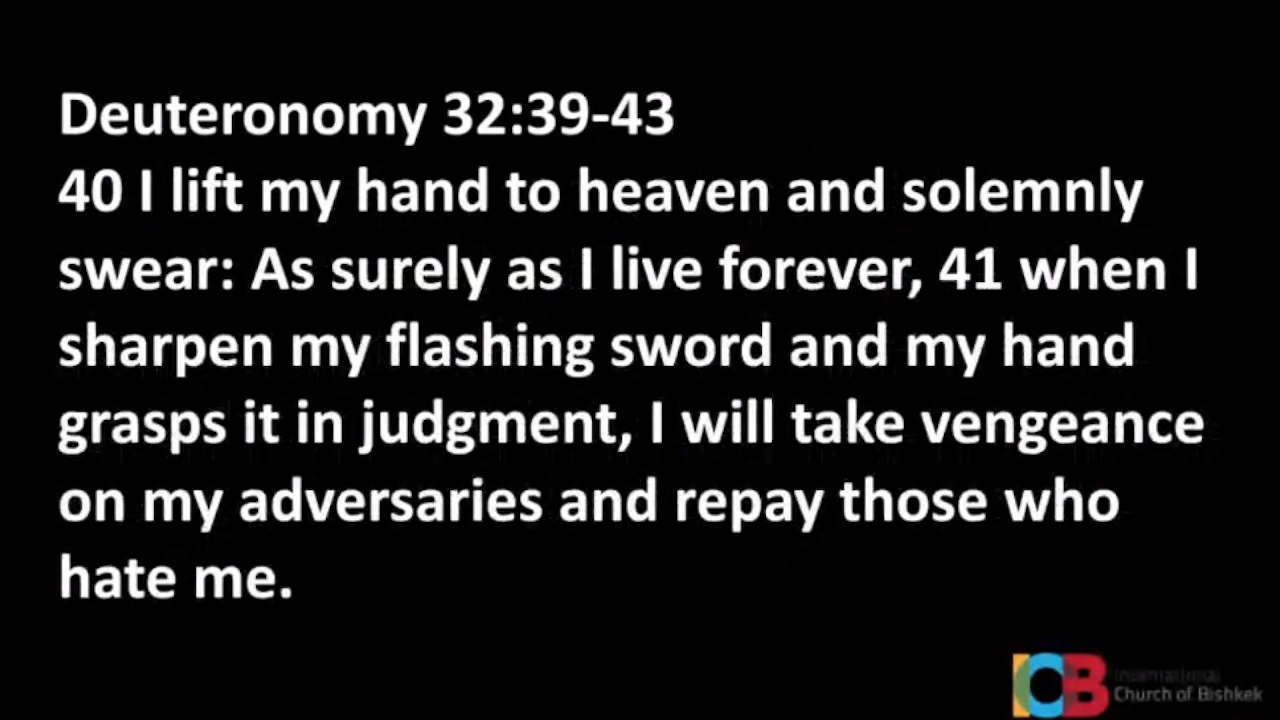 Deuteronomy 32:39-43
40 I lift my hand to heaven and solemnly
swear: As surely as I live forever, 41 when I
sharpen my flashing sword and my hand
grasps it in judgment, I will take vengeance
on my adversaries and repay those who
hate me.
ICB International
Church of Bishkek